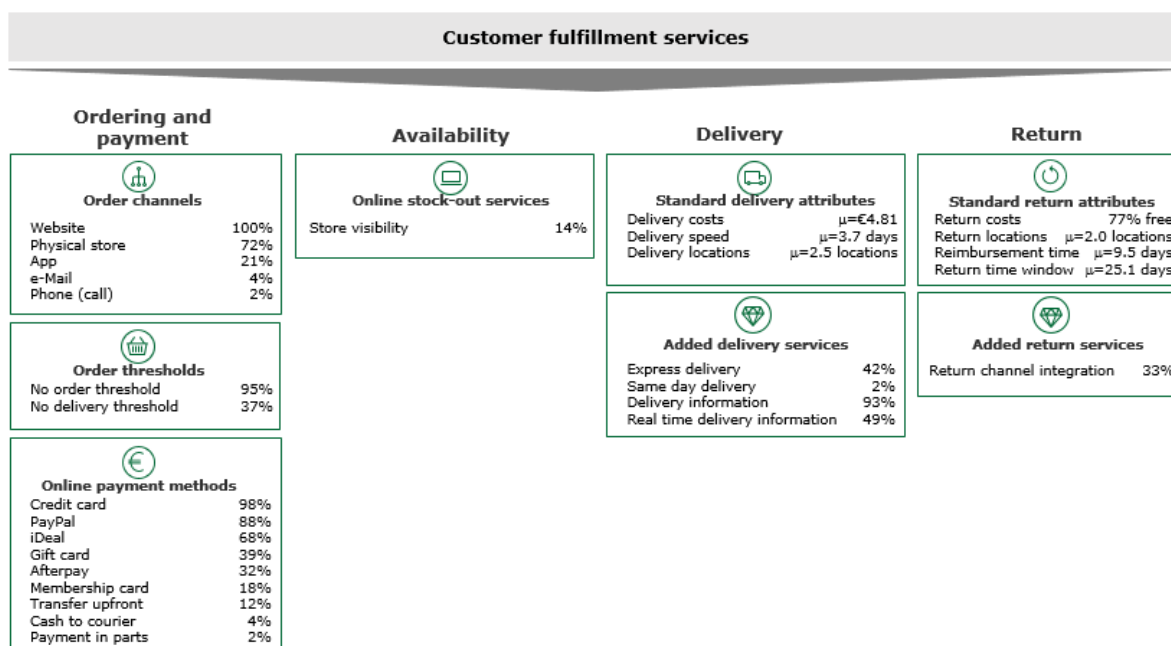 Customer fulfillment services
Ordering and
payment
Order channels
Website 100%
Physical store 72%
App 21%
e-Mail 4%
Phone (call) 2%
Order thresholds
No order threshold 95%
No delivery threshold 37%
Online payment methods
Credit card 98%
PayPal 88%
iDeal 68%
Gift card 39%
Afterpay 32%
Membership card 18%
Transfer upfront 12%
Cash to courier 4%
Payment in parts 2%
Availability
Online stock-out services
Store visibility 14%
Delivery
Standard delivery attributes
Delivery costs μ=€4.81
Delivery speed μ=3.7 days
Delivery locations μ=2.5 locations
Added delivery services
Express delivery 42%
Same day delivery 2%
Delivery information 93%
Real time delivery information 49%
Return
Standard return attributes
Return costs 77% free
Return locations μ=2.0 locations
Reimbursement time μ=9.5 days
Return time window μ=25.1 days
Added return services
Return channel integration 33%